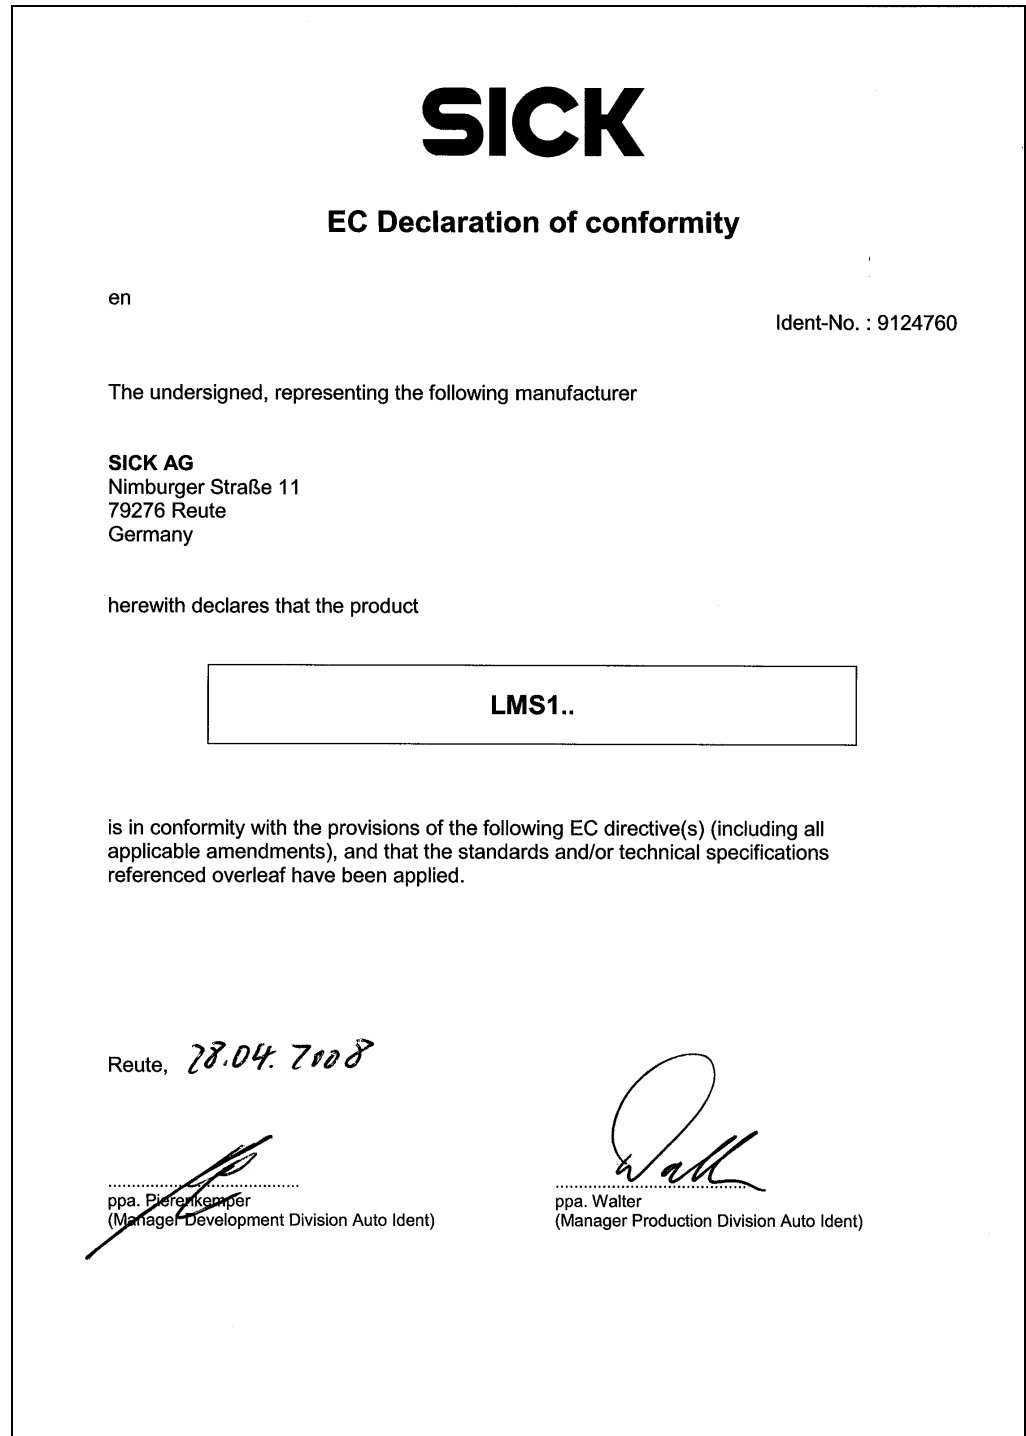 SICK
EC Declaration of conformity
en
Ident-No. : 9124760
The undersigned, representing the following manufacturer
SICK AG
Nimburger Straße 11
79276 Reute
Germany
herewith declares that the product
LMS1..
is in conformity with the provisions of the following EC directive(s) (including all
applicable amendments), and that the standards and/or technical specifications
referenced overleaf have been applied.
Reute, 28.04.2008
ppa. Pierenkemper
(Manager Development Division Auto Ident)
ppa. Walter
(Manager Production Division Auto Ident)